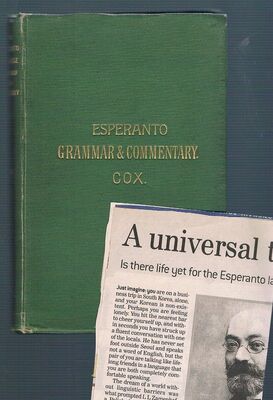 ESPERANTO
GRAMMAR & COMMENTARY.
COX.
A universal t
Is there life yet for the Esperanto la
Just imagine: you are on a busi-
ness trip in South Korea, alone,
and your Korean is non-exis-
tent. Perhaps you are feeling
lonely. You hit the nearest bar
to cheer yourself up, and with-
in seconds you have struck up
a fluent conversation with one
of the locals. He has never set
foot outside Seoul and speaks
not a word of English, but the
pair of you are talking like life-
long friends in a language that
you are both completely com-
fortable speaking.
The dream of a world with-
out linguistic barriers was
what prompted